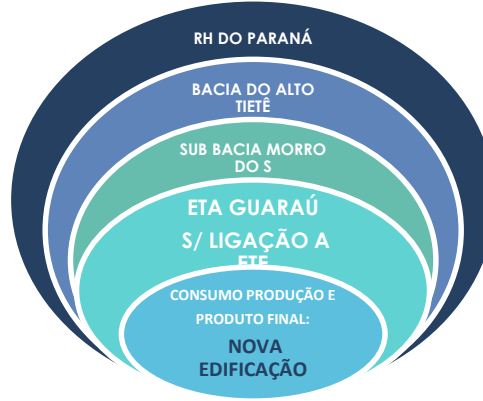 RH DO PARANÁ
BACIA DO ALTO
TIETÊ
SUB BACIA MORRO
DO S
ETA GUARAÚ
S/ LIGAÇÃO A
ETE
CONSUMO PRODUÇÃO E
PRODUTO FINAL:
NOVA
EDIFICAÇÃO